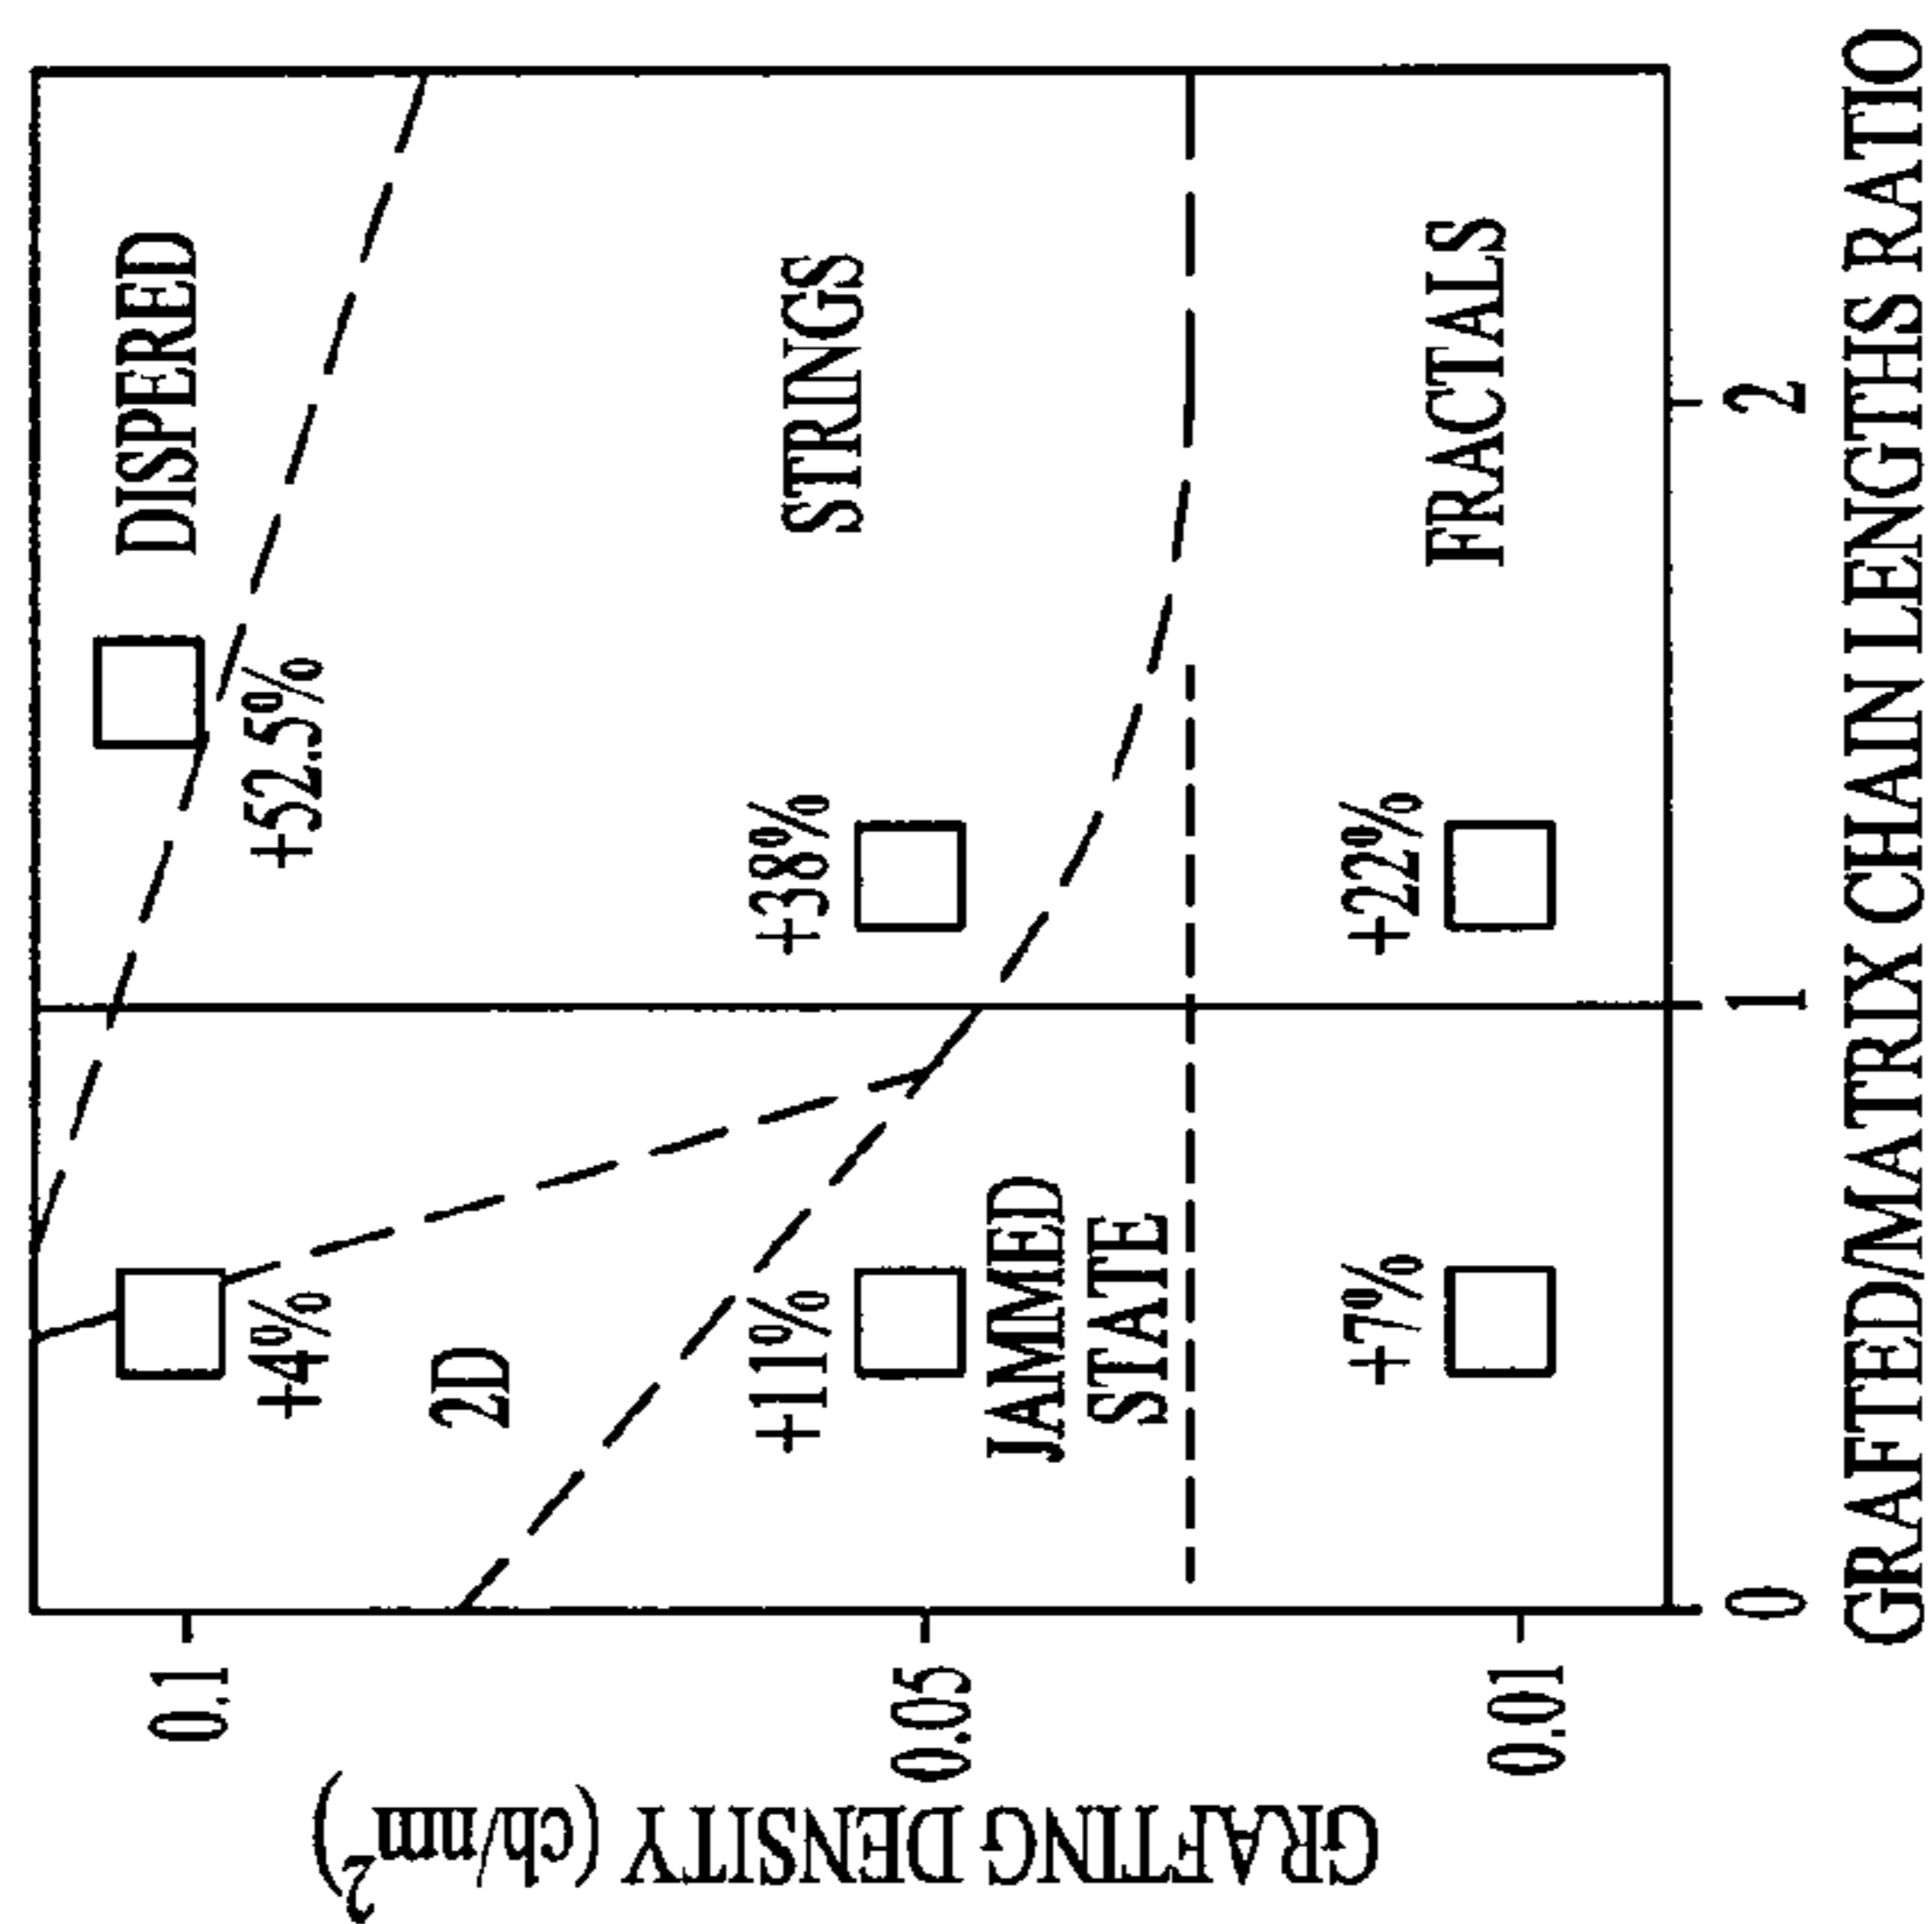 GRAFTING DENSITY (ch/nm2)
0.1
0.05
0.01
DISPERED
+52.5%
+4%
2D
STRINGS
+38%
+11%
JAMMED
STATE
FRACTALS
+22%
+7%
0
1
2
GRAFTED/MATRIX CHAIN LENGTHS RATIO